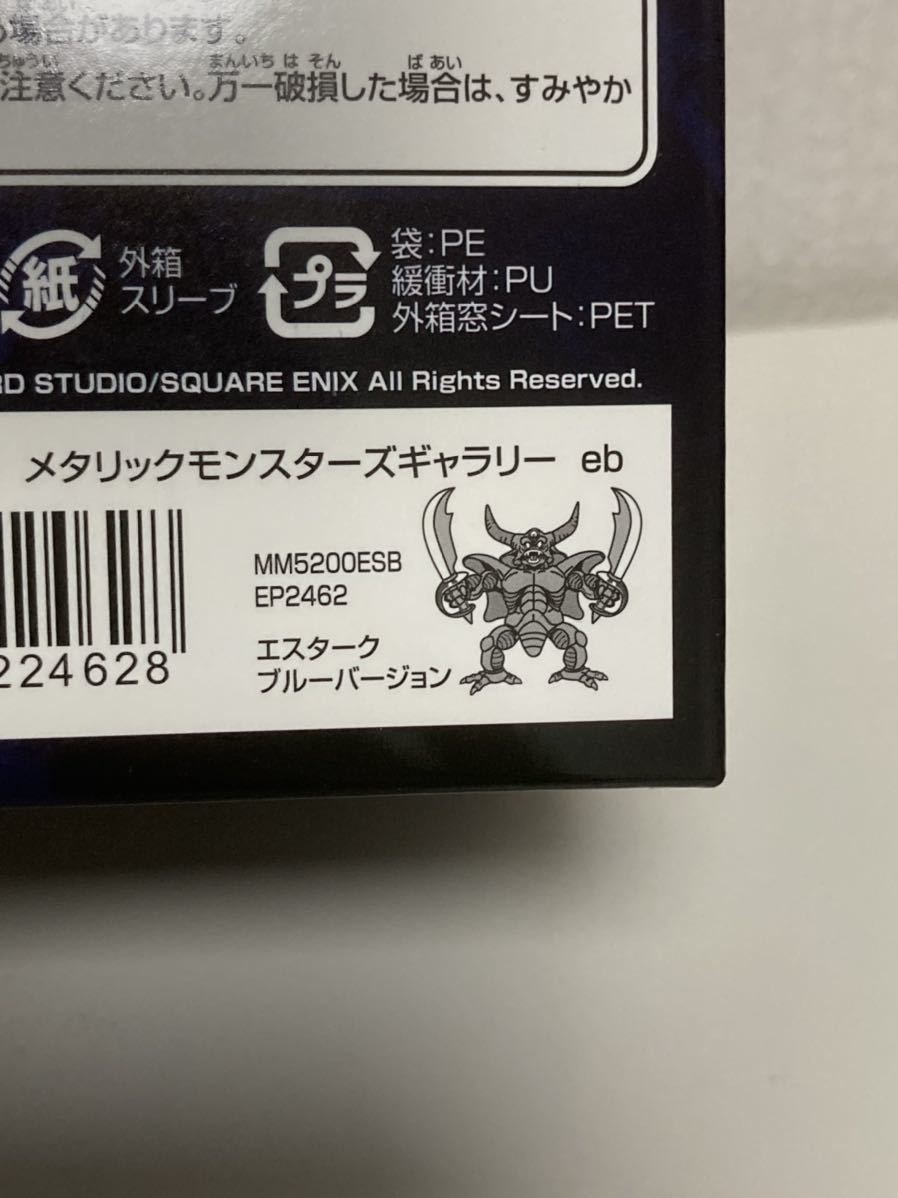 場合があります。
ちゅうい まんいち は そん ば あい
注意ください。万一破損した場合は、すみやか
紙 外箱
スリーブ
プラ 袋:PE
緩衝材:PU
外箱窓シート:PET
RD STUDIO/SQUARE ENIX All Rights Reserved.
メタリックモンスターズギャラリー eb
MM5200ESB
EP2462
エスターク
ブルーバージョン
224628